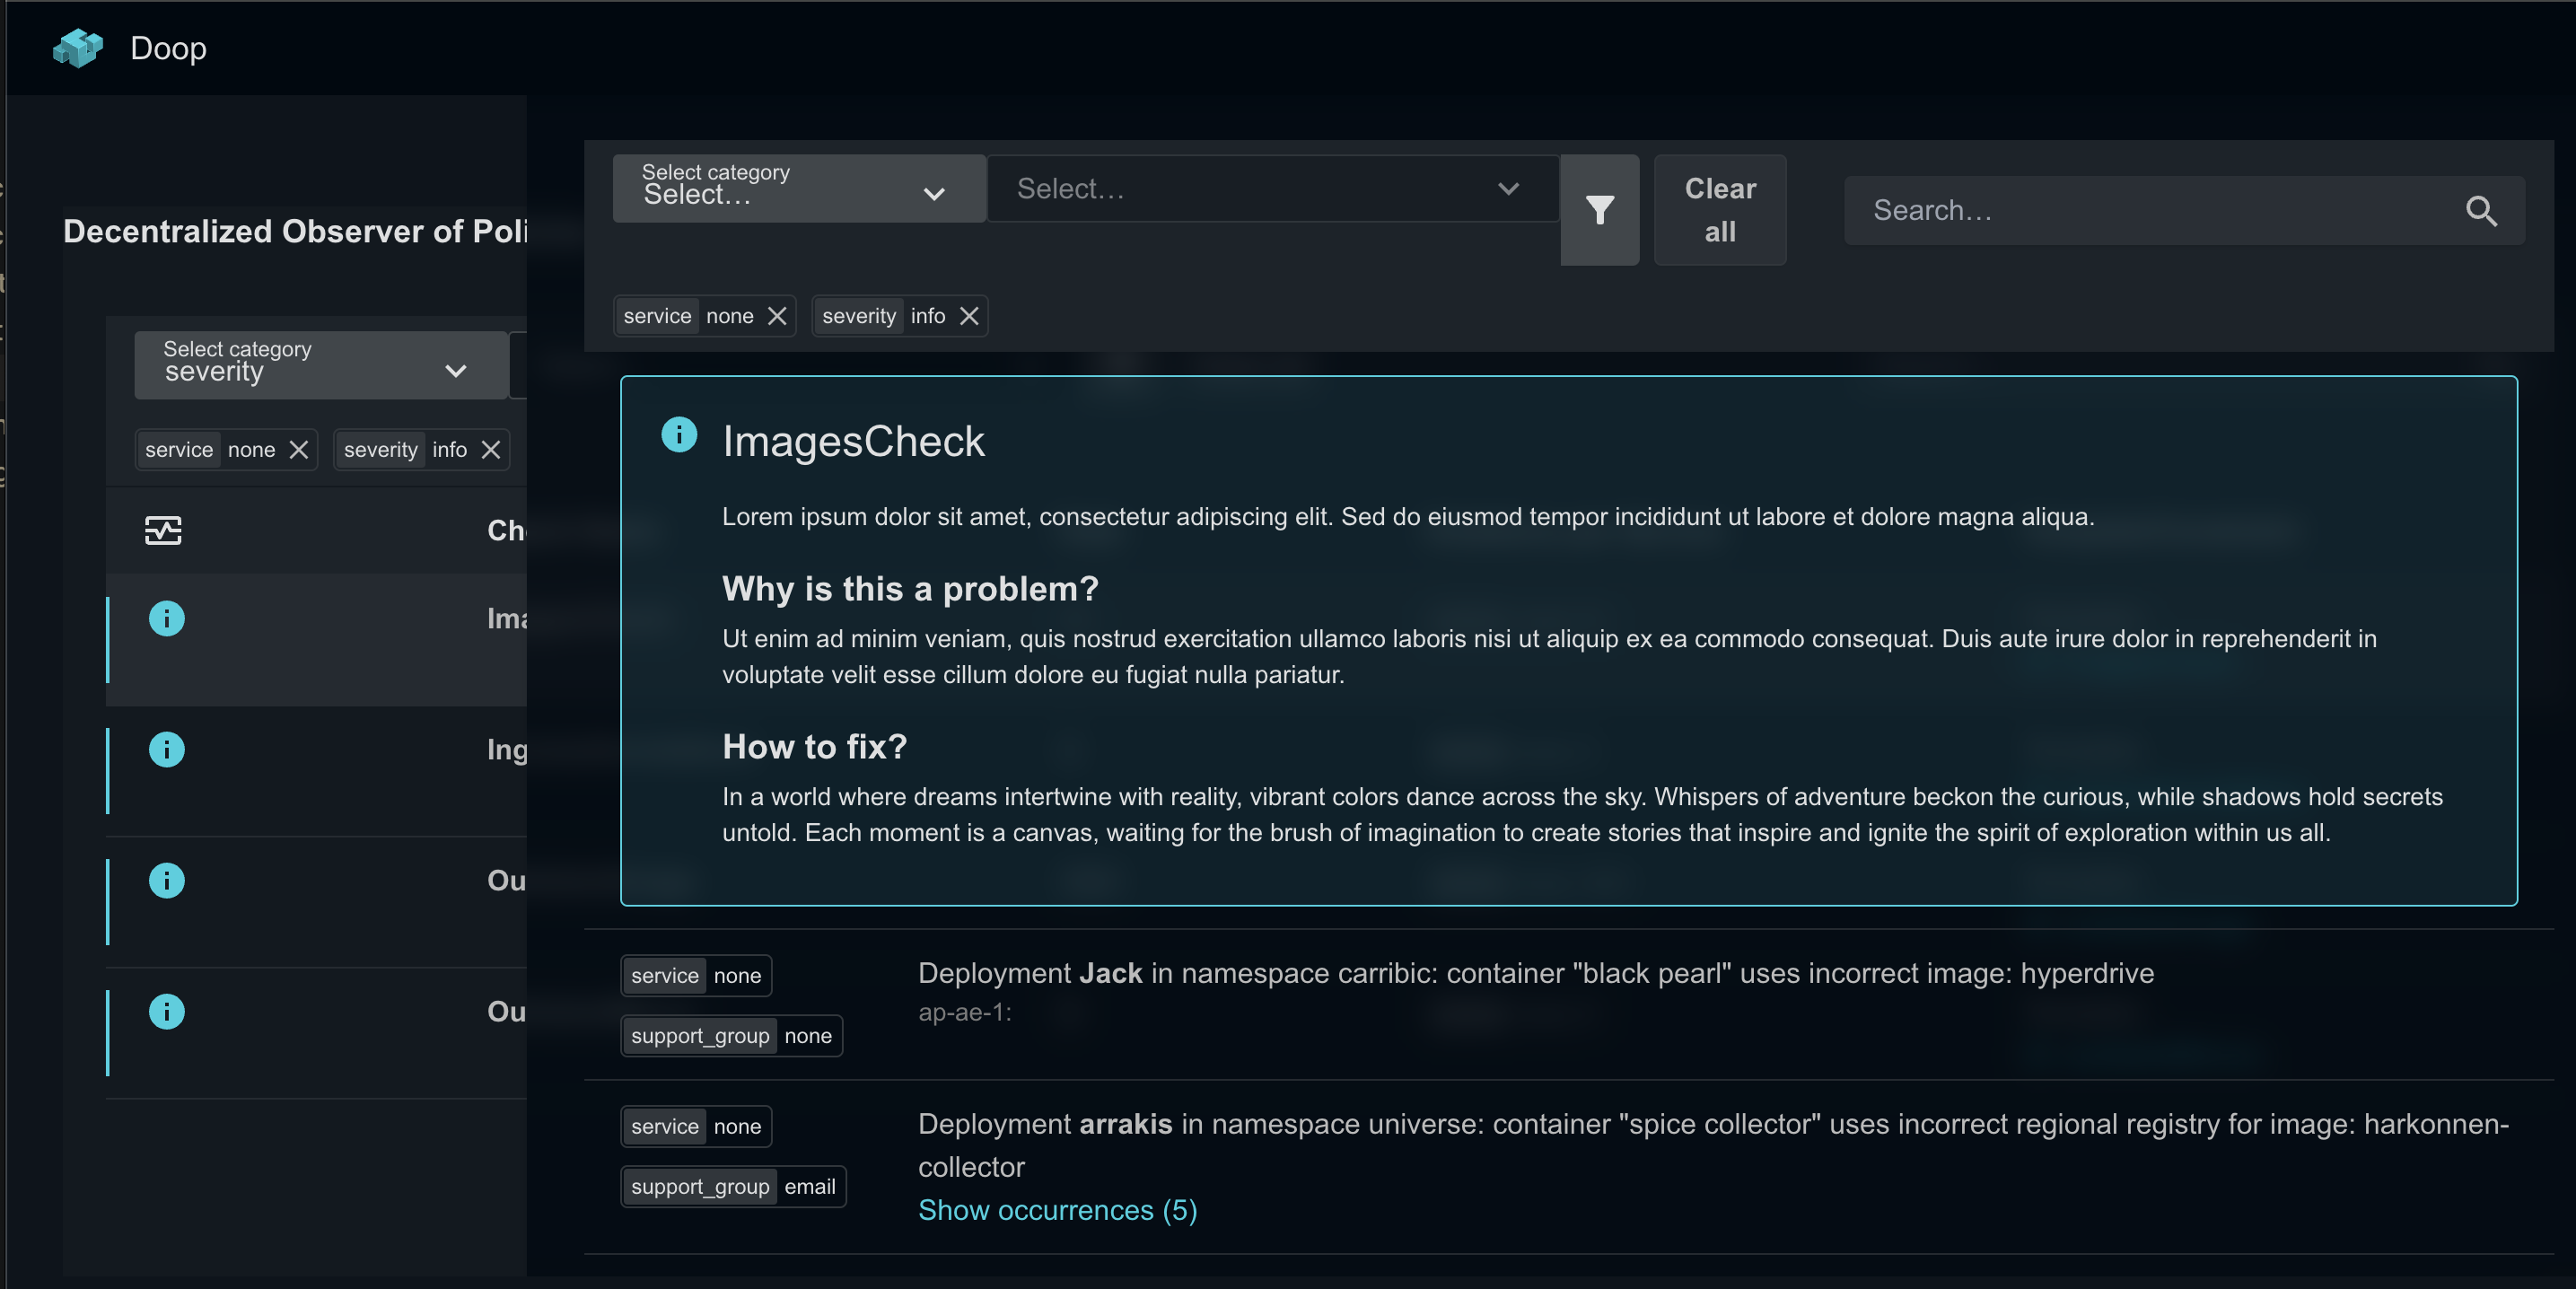 Doop
Decentralized Observer of Poli
Select category
severity
service none
severity info
Select category
Select…
Select…
Clear
all
Search…
service none
severity info
ImagesCheck
Lorem ipsum dolor sit amet, consectetur adipiscing elit. Sed do eiusmod tempor incididunt ut labore et dolore magna aliqua.
Why is this a problem?
Ut enim ad minim veniam, quis nostrud exercitation ullamco laboris nisi ut aliquip ex ea commodo consequat. Duis aute irure dolor in reprehenderit in
voluptate velit esse cillum dolore eu fugiat nulla pariatur.
How to fix?
In a world where dreams intertwine with reality, vibrant colors dance across the sky. Whispers of adventure beckon the curious, while shadows hold secrets
untold. Each moment is a canvas, waiting for the brush of imagination to create stories that inspire and ignite the spirit of exploration within us all.
service none
support_group none
Deployment Jack in namespace carribic: container "black pearl" uses incorrect image: hyperdrive
ap-ae-1:
service none
support_group email
Deployment arrakis in namespace universe: container "spice collector" uses incorrect regional registry for image: harkonnen-
collector
Show occurrences (5)